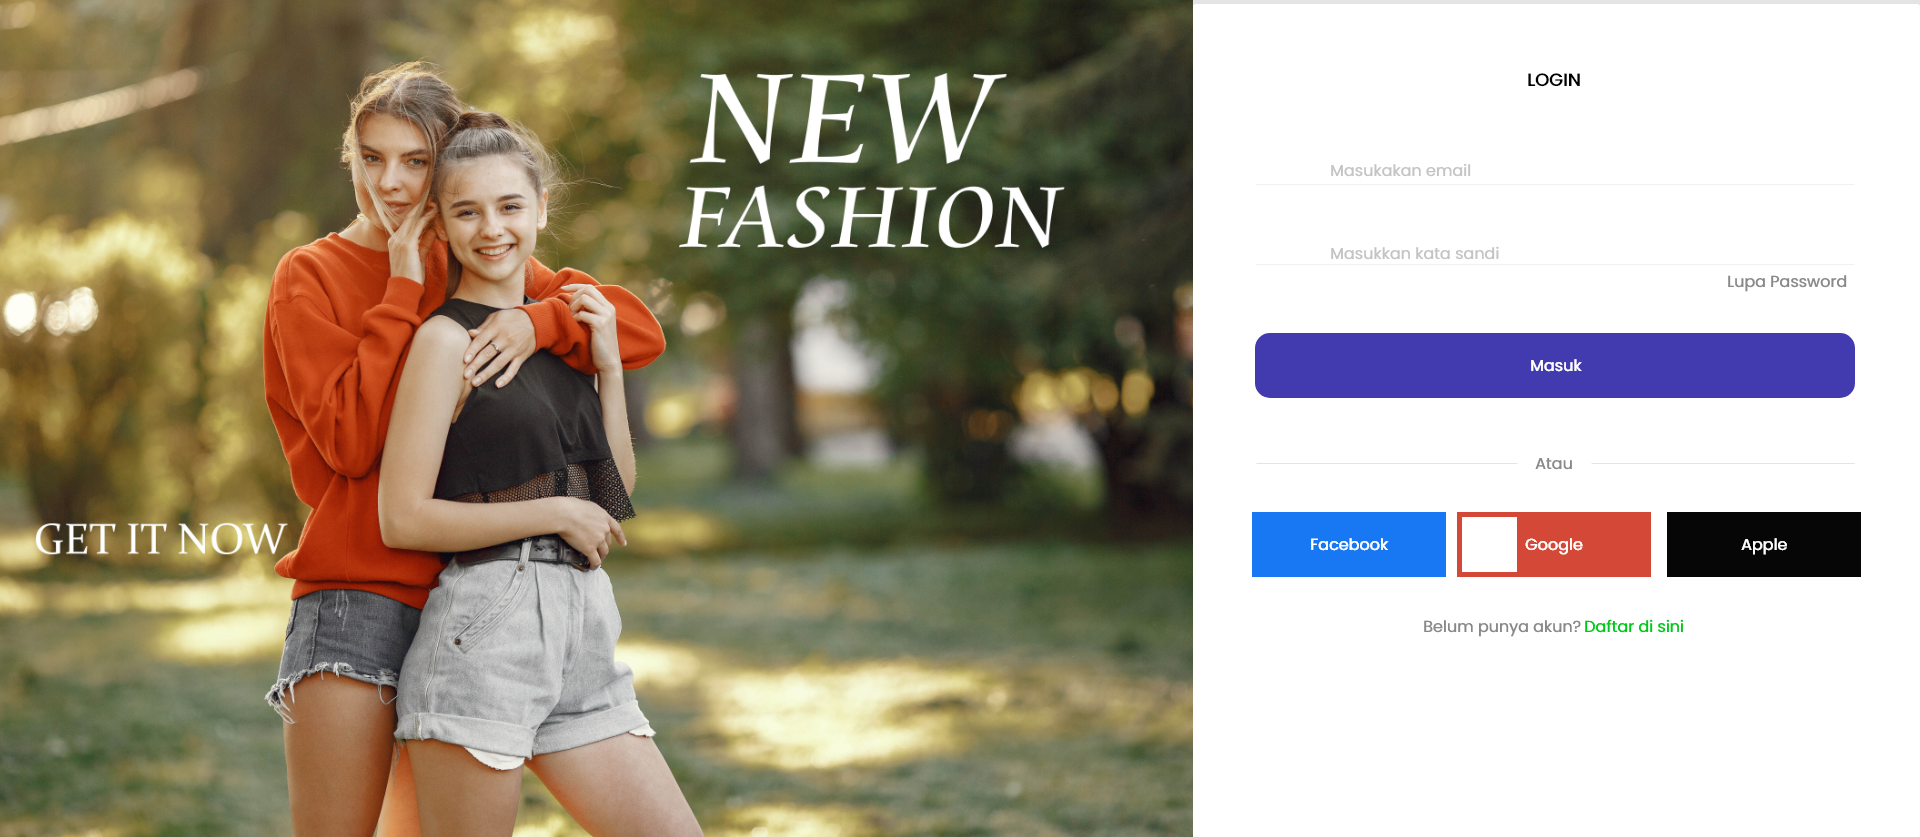 NEW
FASHION
GET IT NOW
LOGIN
Masukakan email
Masukkan kata sandi
Lupa Password
Masuk
Atau
Facebook
Google
Apple
Belum punya akun? Daftar di sini